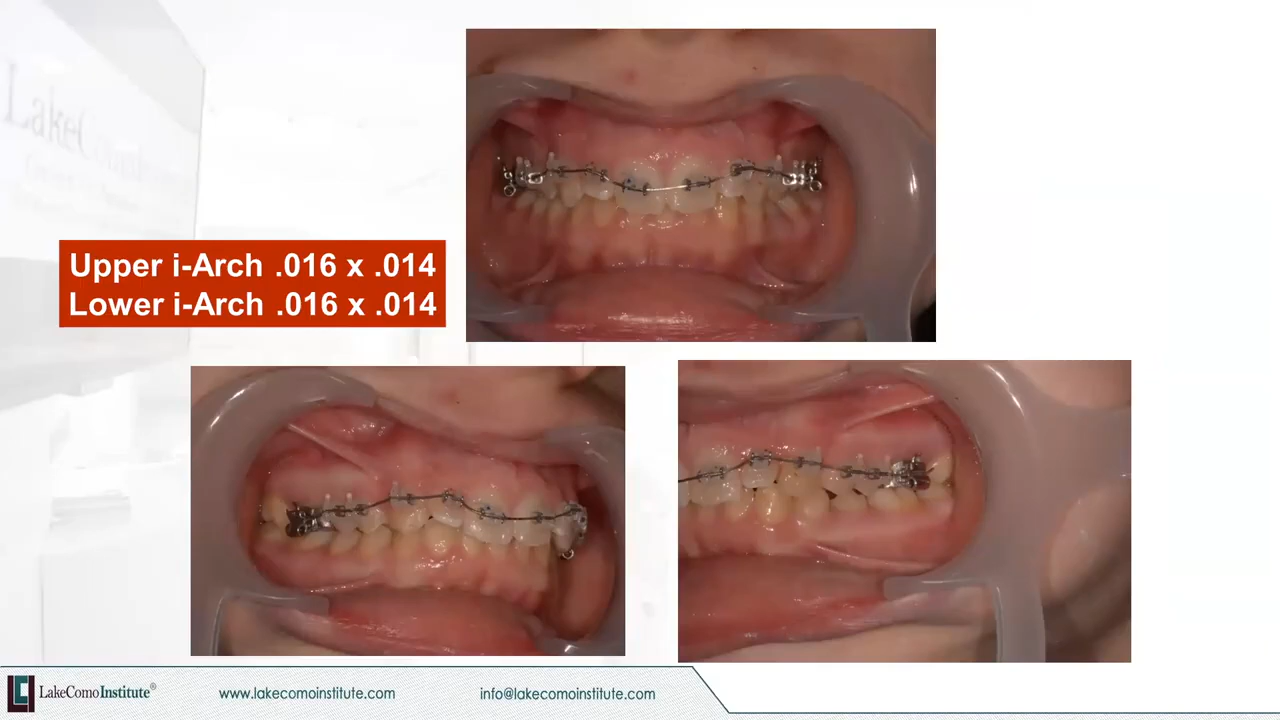 Upper i-Arch .016 x .014
Lower i-Arch .016 x .014
LakeComoInstitute®
www.lakecomoinstitute.com
info@lakecomoinstitute.com